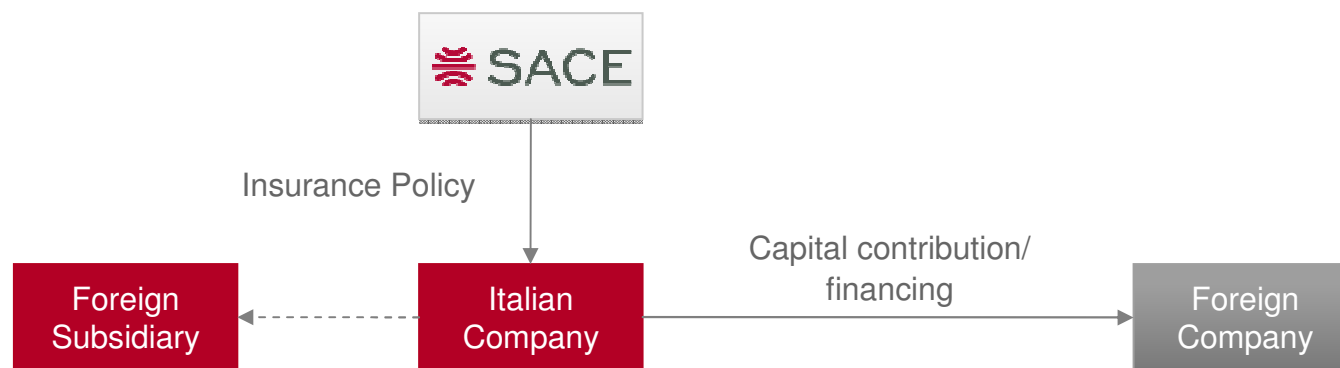 SACE
Insurance Policy
Capital contribution/
financing
Foreign
Subsidiary
Italian
Company
Foreign
Company